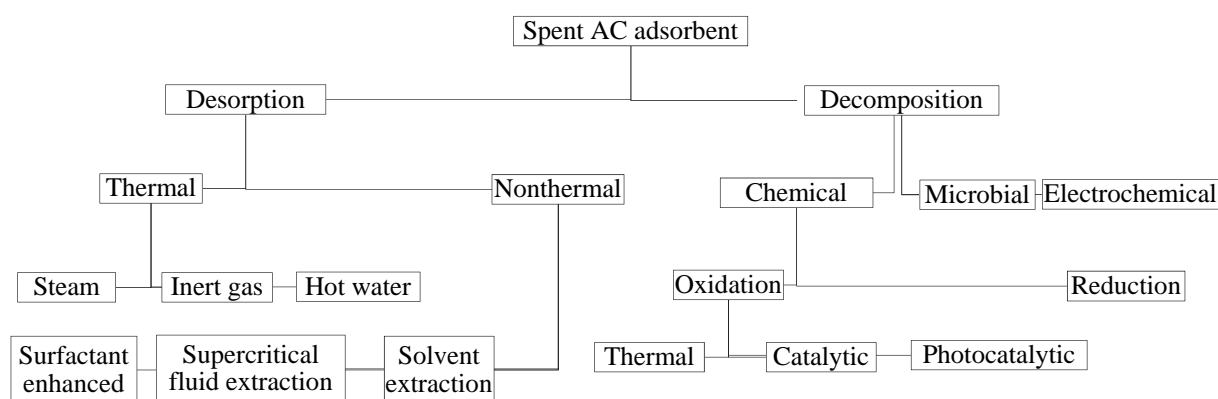 Spent AC adsorbent
Desorption
Decomposition
Thermal
Nonthermal
Chemical
Microbial
Electrochemical
Steam
Inert gas
Hot water
Oxidation
Reduction
Surfactant
enhanced
Supercritical
fluid extraction
Solvent
extraction
Thermal
Catalytic
Photocatalytic